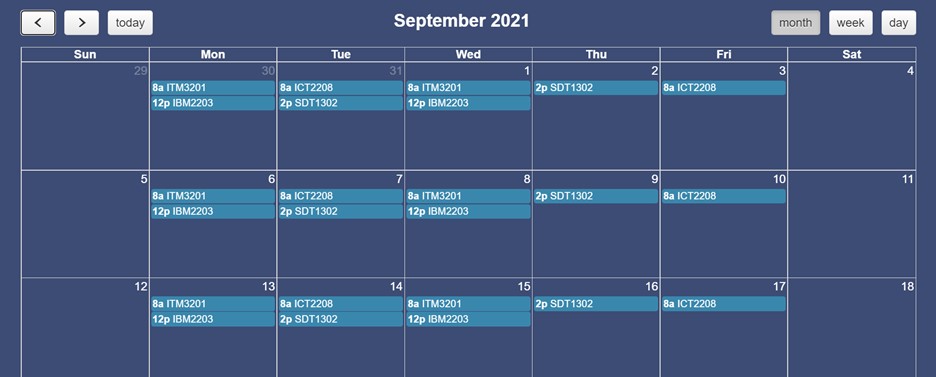 < > today September 2021 month week day
Sun Mon Tue Wed Thu Fri Sat
29 30 31 1 2 3 4
8a ITM3201 8a ICT2208 8a ITM3201 2p SDT1302 8a ICT2208
12p IBM2203 2p SDT1302 12p IBM2203
5 6 7 8 9 10 11
8a ITM3201 8a ICT2208 8a ITM3201 2p SDT1302 8a ICT2208
12p IBM2203 2p SDT1302 12p IBM2203
12 13 14 15 16 17 18
8a ITM3201 8a ICT2208 8a ITM3201 2p SDT1302 8a ICT2208
12p IBM2203 2p SDT1302 12p IBM2203